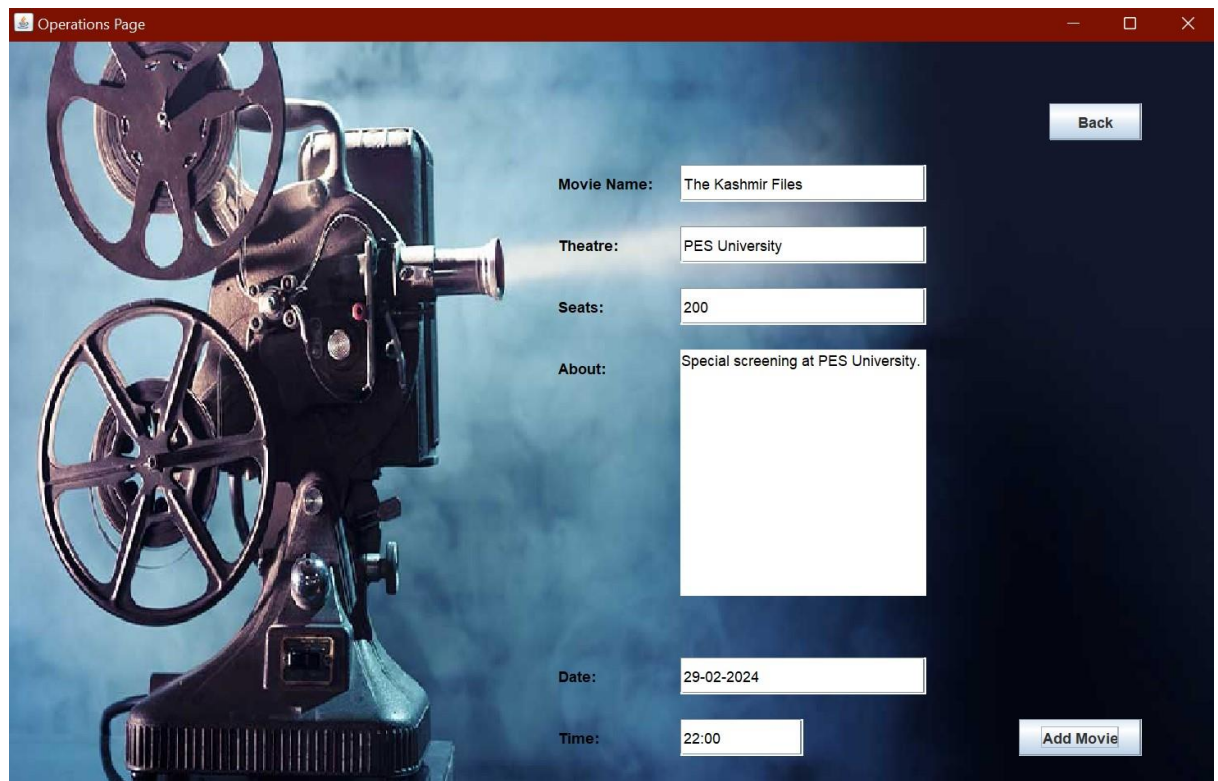 Operations Page
Back
Movie Name: The Kashmir Files
Theatre: PES University
Seats: 200
About: Special screening at PES University.
Date: 29-02-2024
Time: 22:00
Add Movie